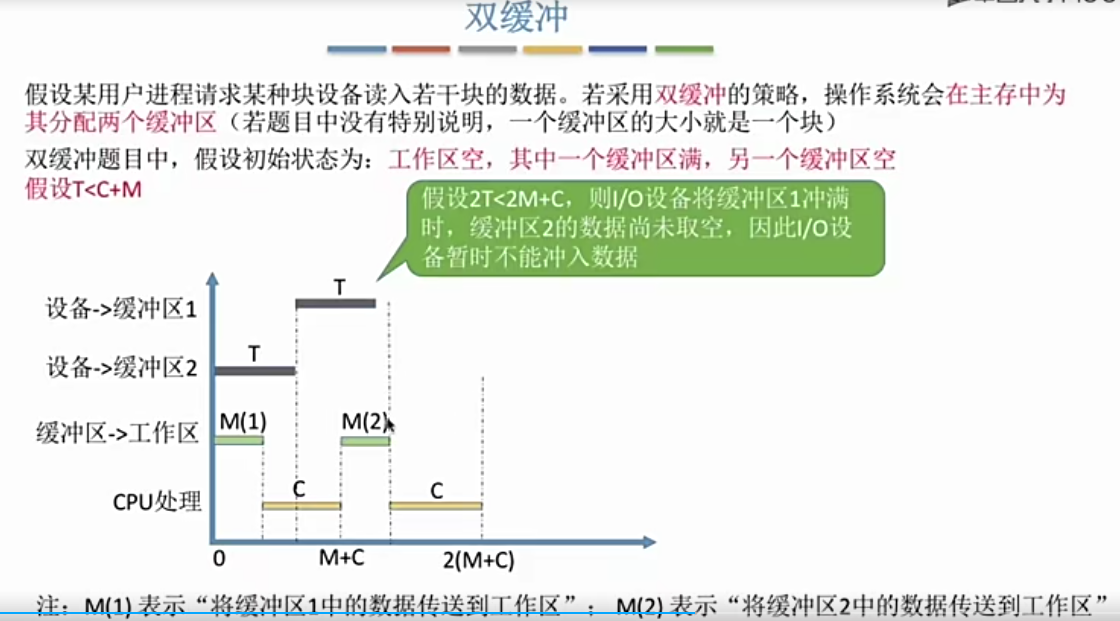 双缓冲
假设某用户进程请求某种块设备读入若干块的数据。若采用双缓冲的策略，操作系统会在主存中为
其分配两个缓冲区（若题目中没有特别说明，一个缓冲区的大小就是一个块）
双缓冲题目中，假设初始状态为：工作区空，其中一个缓冲区满，另一个缓冲区空
假设T<C+M
假设2T<2M+C，则I/O设备将缓冲区1冲满
时，缓冲区2的数据尚未取空，因此I/O设
备暂时不能冲入数据
T
设备->缓冲区1
T
设备->缓冲区2
M(1) M(2)
缓冲区->工作区
C C
CPU处理
0 M+C 2(M+C)
注：M(1) 表示“将缓冲区1中的数据传送到工作区”； M(2) 表示“将缓冲区2中的数据传送到工作区”